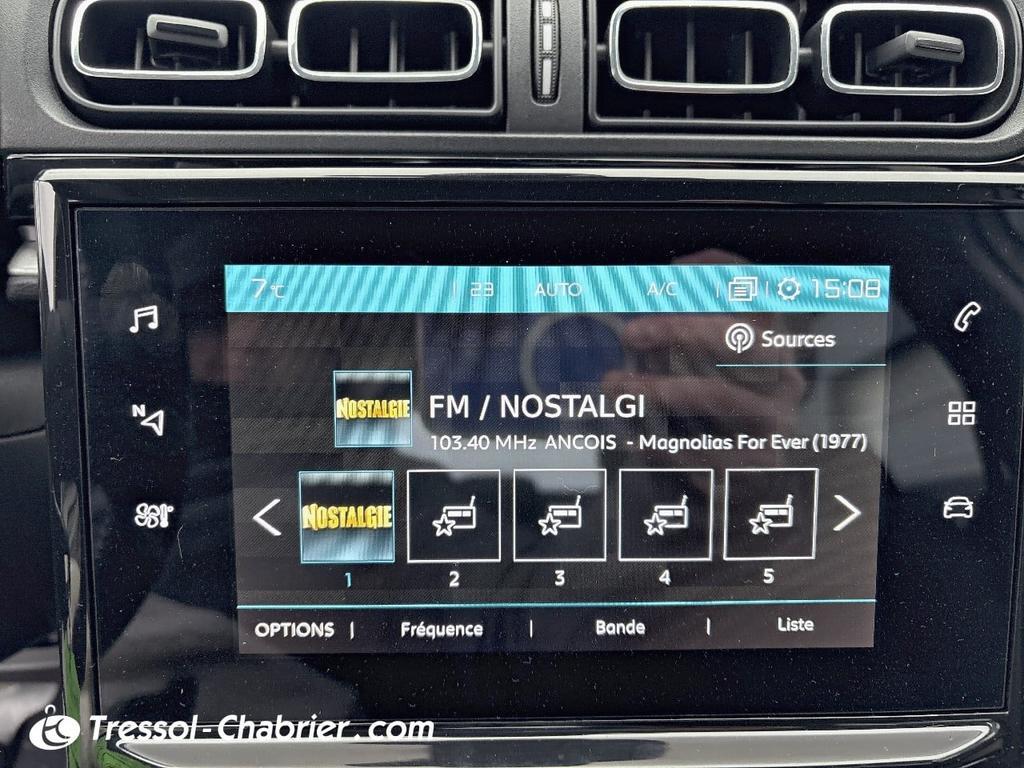 7°C | 23 AUTO A/C | | 15:08
Sources
N
NOSTALGIE
FM / NOSTALGI
103.40 MHz ANCOIS - Magnolias For Ever (1977)
NOSTALGIE
1 2 3 4 5
OPTIONS | Fréquence | Bande | Liste
Tressol-Chabrier.com